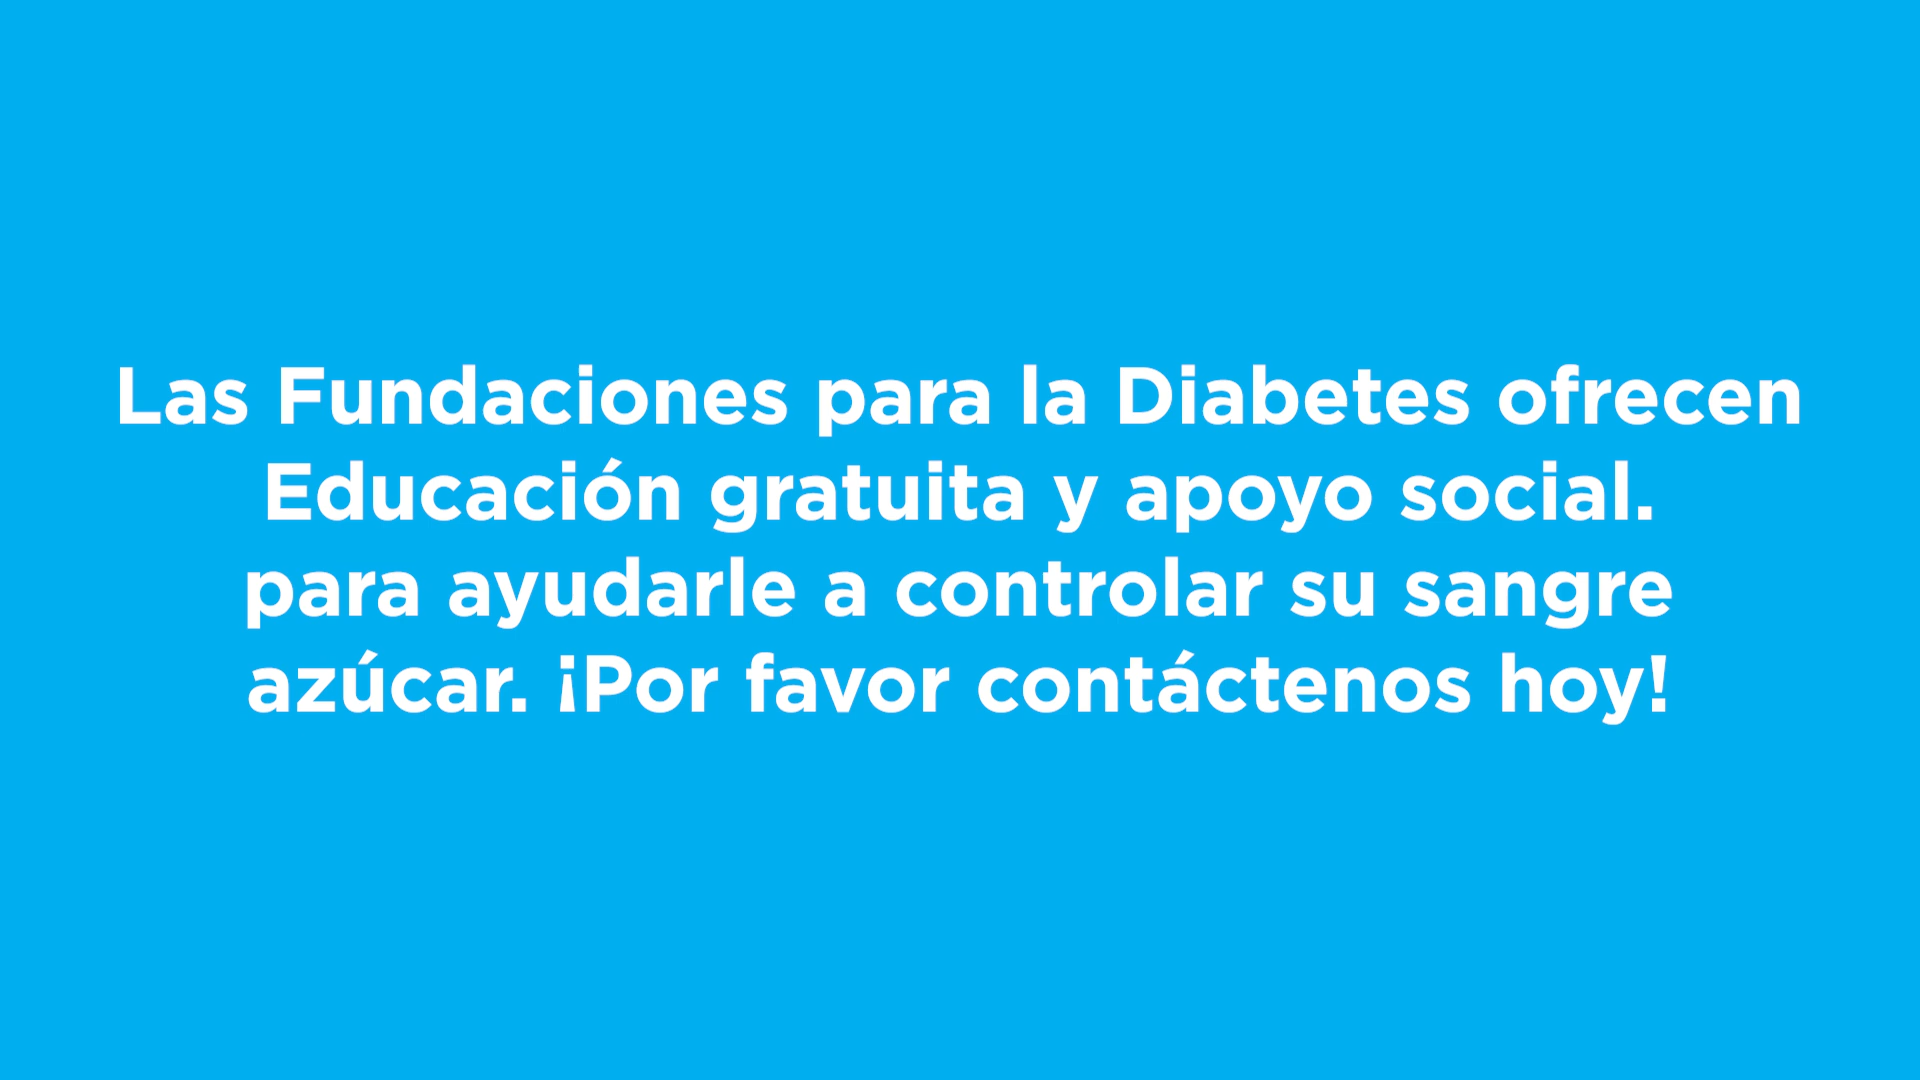 Las Fundaciones para la Diabetes ofrecen
Educación gratuita y apoyo social.
para ayudarle a controlar su sangre
azúcar. ¡Por favor contáctenos hoy!